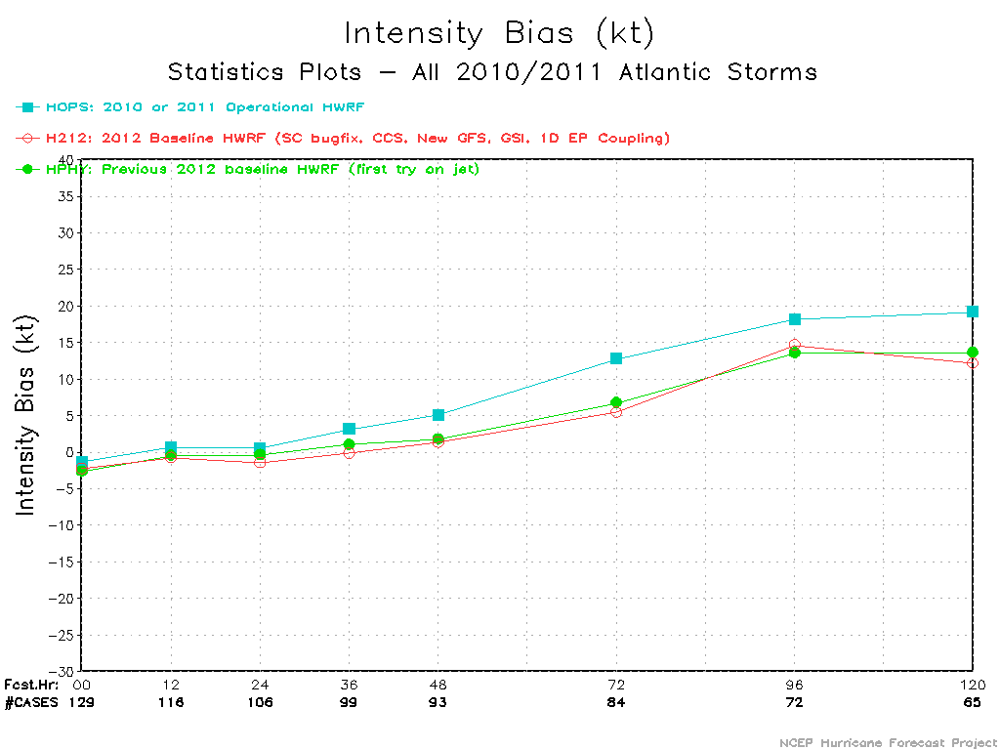 Intensity Bias (kt)
Statistics Plots – All 2010/2011 Atlantic Storms
HOPS: 2010 or 2011 Operational HWRF
H212: 2012 Baseline HWRF (SC bugfix, CCS, New GFS, GSI, 1D EP Coupling)
HPHY: Previous 2012 baseline HWRF (first try on jet)
Intensity Bias (kt)
40
35
30
25
20
15
10
5
0
−5
−10
−15
−20
−25
−30
Fcst.Hr: 00 12 24 36 48 72 96 120
#CASES 129 116 106 99 93 84 72 65
NCEP Hurricane Forecast Project